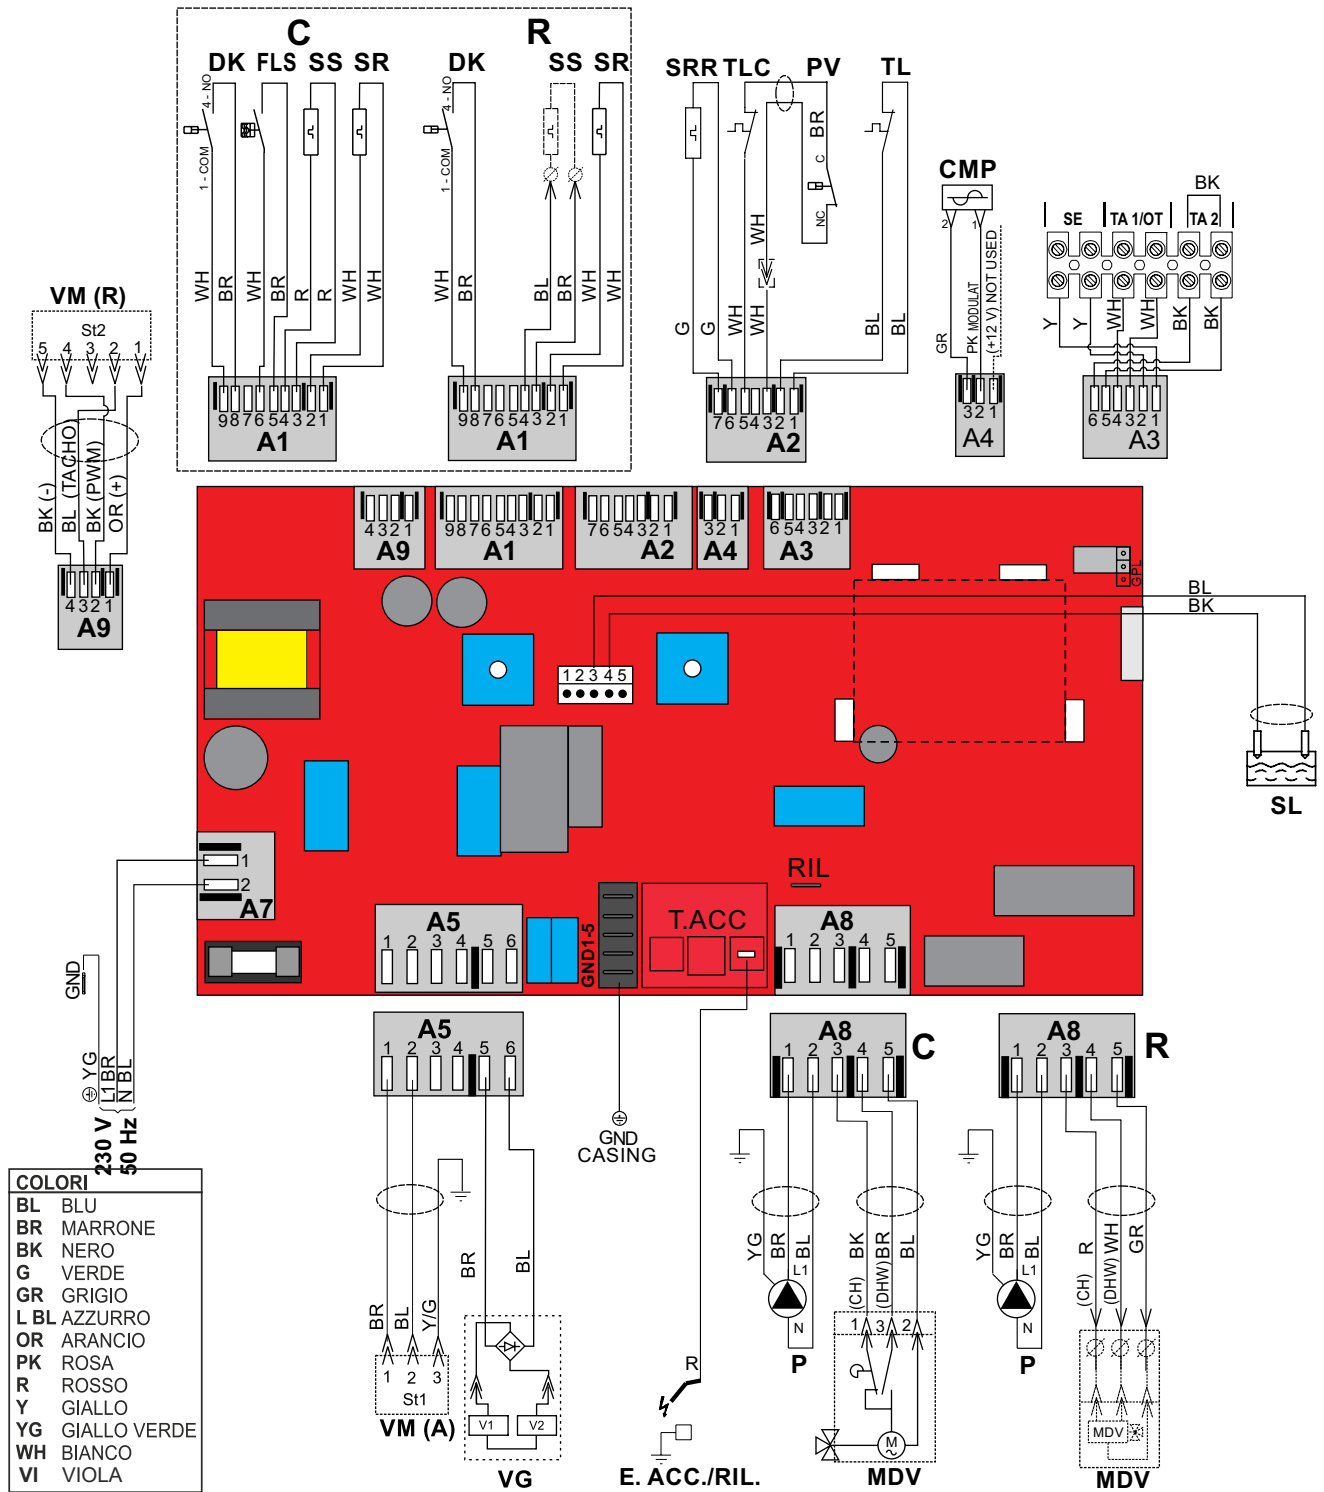 C
R
DK FLS SS SR
DK SS SR
SRR TLC PV TL
4 - NO
1 - COM
4 - NO
1 - COM
BR
C
NC
CMP
2 1
BK
SE TA 1/OT TA 2
WH BR WH BR R R WH WH
WH BR BL BR WH WH
G G WH WH WH BL BL
GR
PK MODULAT
(+12 V) NOT USED
Y Y WH WH BK BK
9 8 7 6 5 4 3 2 1
A1
9 8 7 6 5 4 3 2 1
A1
7 6 5 4 3 2 1
A2
3 2 1
A4
6 5 4 3 2 1
A3
VM (R)
St2
5 4 3 2 1
BK (-)
BL (TACHO)
BK (PWM)
OR (+)
4 3 2 1
A9
4 3 2 1
A9
9 8 7 6 5 4 3 2 1
A1
7 6 5 4 3 2 1
A2
3 2 1
A4
6 5 4 3 2 1
A3
GPL
BL
BK
1 2 3 4 5
SL
1
2
A7
RIL
T.ACC
GND1-5
A5
1 2 3 4 5 6
A8
1 2 3 4 5
GND
YG
L1 BR
N BL
230 V
50 Hz
A5
1 2 3 4 5 6
GND
CASING
A8
1 2 3 4 5
C
A8
1 2 3 4 5
R
BR BL Y/G
1 2 3
St1
VM (A)
BR BL
V1 V2
VG
R
E. ACC./RIL.
YG BR BL
L1
N
P
(CH) BK
(DHW) BR
BL
1 3 2
M
MDV
YG BR BL
L1
N
P
(CH) R
(DHW) WH
GR
MDV
MDV
COLORI
BL BLU
BR MARRONE
BK NERO
G VERDE
GR GRIGIO
L BL AZZURRO
OR ARANCIO
PK ROSA
R ROSSO
Y GIALLO
YG GIALLO VERDE
WH BIANCO
VI VIOLA